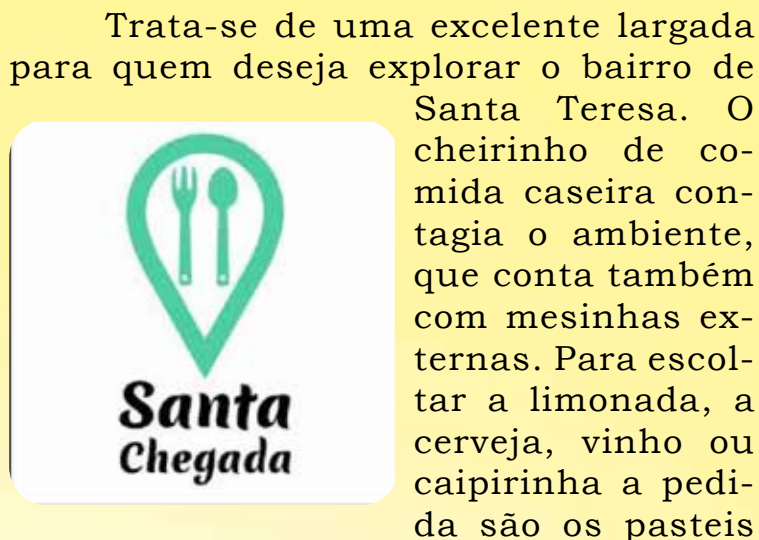 Trata-se de uma excelente largada
para quem deseja explorar o bairro de
Santa Teresa. O
cheirinho de co-
mida caseira con-
tagia o ambiente,
que conta também
com mesinhas ex-
ternas. Para escol-
tar a limonada, a
cerveja, vinho ou
caipirinha a pedi-
da são os pasteis
Santa
Chegada